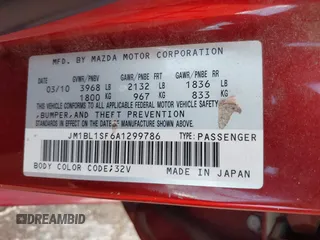 MFD. BY MAZDA MOTOR CORPORATION
GVWR/PNBV GAWR/PNBE FRT/AV GAWR/PNBE RR/AR
03/10 3968 LB 2132 LB 1836 LB
1800 KG 967 KG 833 KG
THIS VEHICLE CONFORMS TO ALL APPLICABLE FEDERAL MOTOR VEHICLE SAFETY,
BUMPER, AND THEFT PREVENTION STANDARDS
IN EFFECT ON THE DATE OF MANUFACTURE SHOWN ABOVE.
JM1BL1SF6A1299786 TYPE:PASSENGER
BODY COLOR CODE:32V
MADE IN JAPAN
DREAMBID